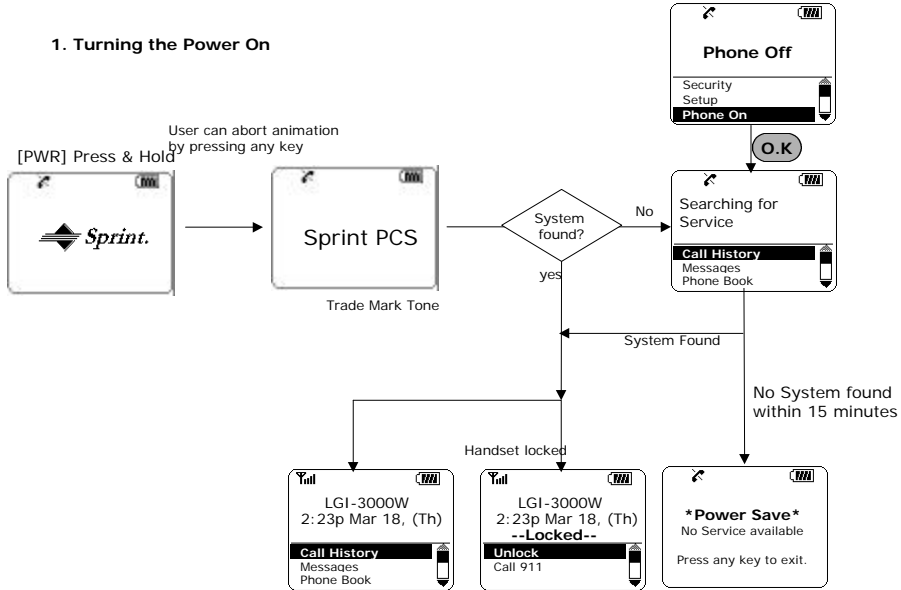 1. Turning the Power On
Phone Off
Security
Setup
Phone On
O.K
User can abort animation
by pressing any key
[PWR] Press & Hold
Sprint.
Sprint PCS
Trade Mark Tone
System
found?
No
yes
Searching for
Service
Call History
Messages
Phone Book
System Found
No System found
within 15 minutes
Handset locked
LGI-3000W
2:23p Mar 18, (Th)
Call History
Messages
Phone Book
LGI-3000W
2:23p Mar 18, (Th)
--Locked--
Unlock
Call 911
*Power Save*
No Service available
Press any key to exit.